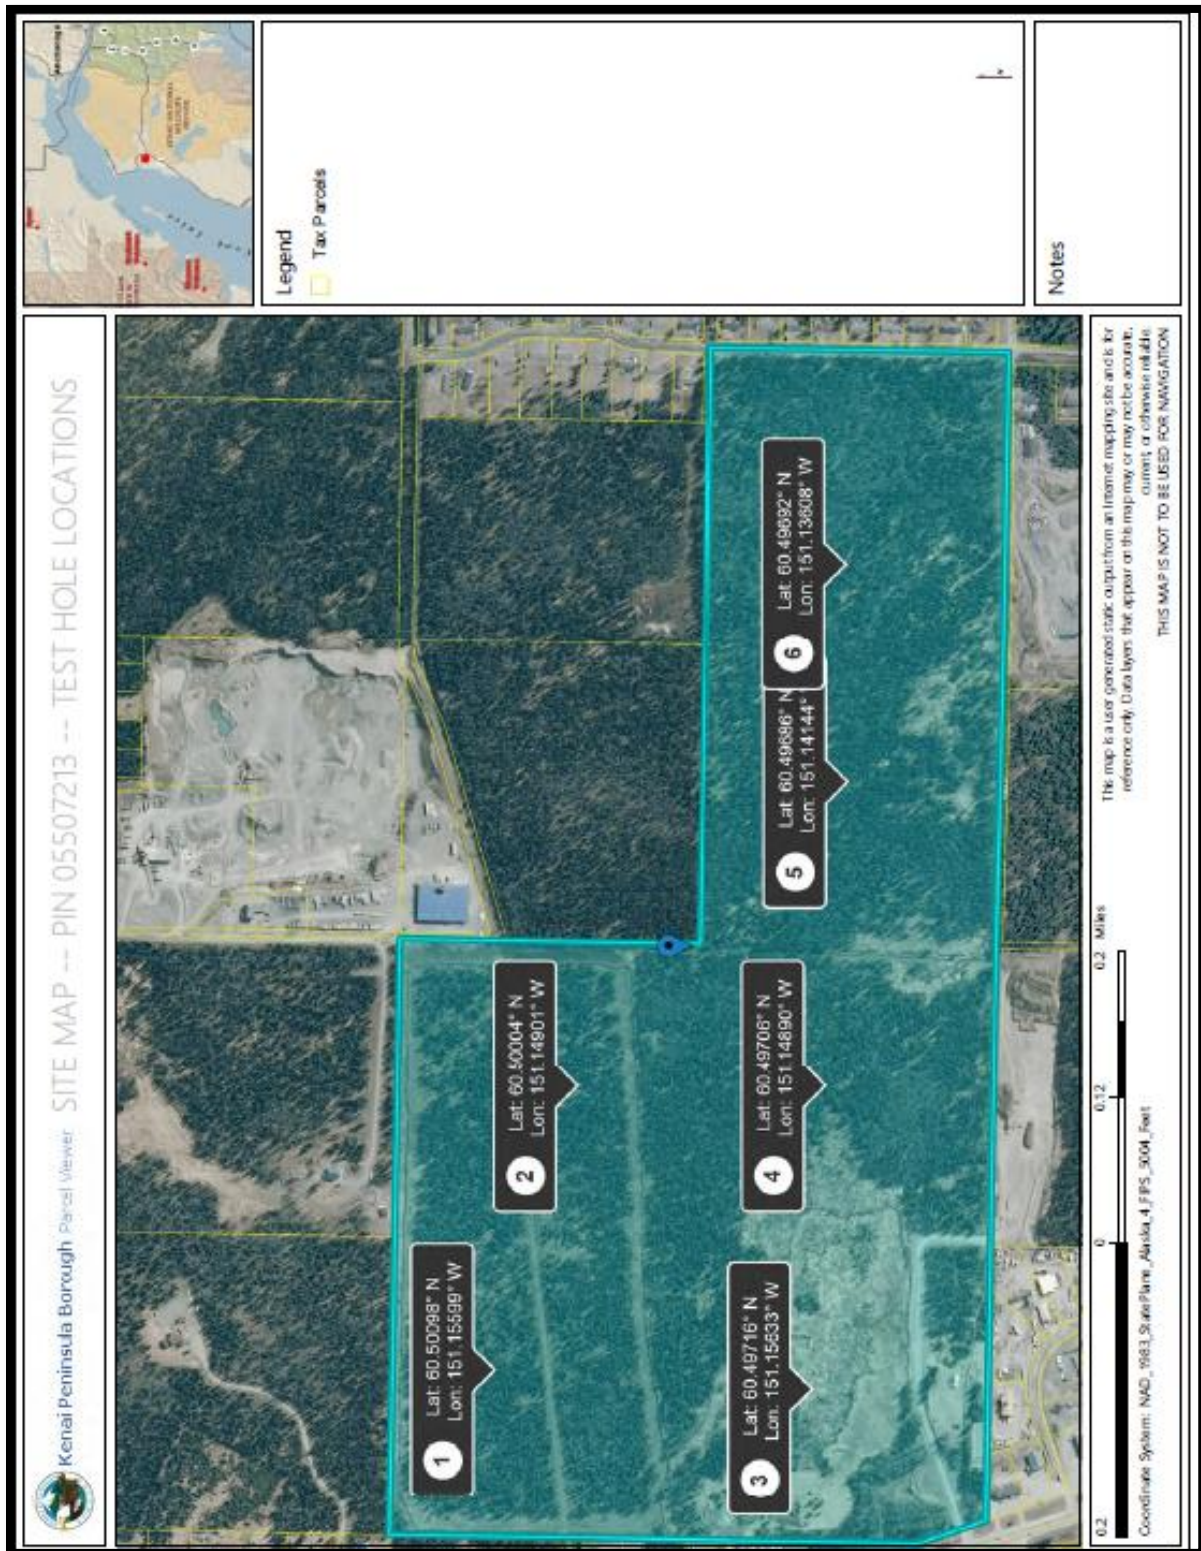 Kenai Peninsula Borough Parcel Viewer SITE MAP -- PIN 05507213 -- TEST HOLE LOCATIONS
1
Lat: 60.50098° N
Lon: 151.15599° W
2
Lat: 60.50004° N
Lon: 151.14901° W
3
Lat: 60.49716° N
Lon: 151.15633° W
4
Lat: 60.49706° N
Lon: 151.14890° W
5
Lat: 60.49686° N
Lon: 151.14144°
6
Lat: 60.49692° N
Lon: 151.13608° W
0.2 0 0.12 0.2 Miles
Coordinate System: NAD_1983_StatePlane_Alaska_4_FIPS_5004_Feet
This map is a user generated static output from an Internet mapping site and is for
reference only. Data layers that appear on this map may or may not be accurate,
current, or otherwise reliable.
THIS MAP IS NOT TO BE USED FOR NAVIGATION
Anchorage
Legend
Tax Parcels
Notes